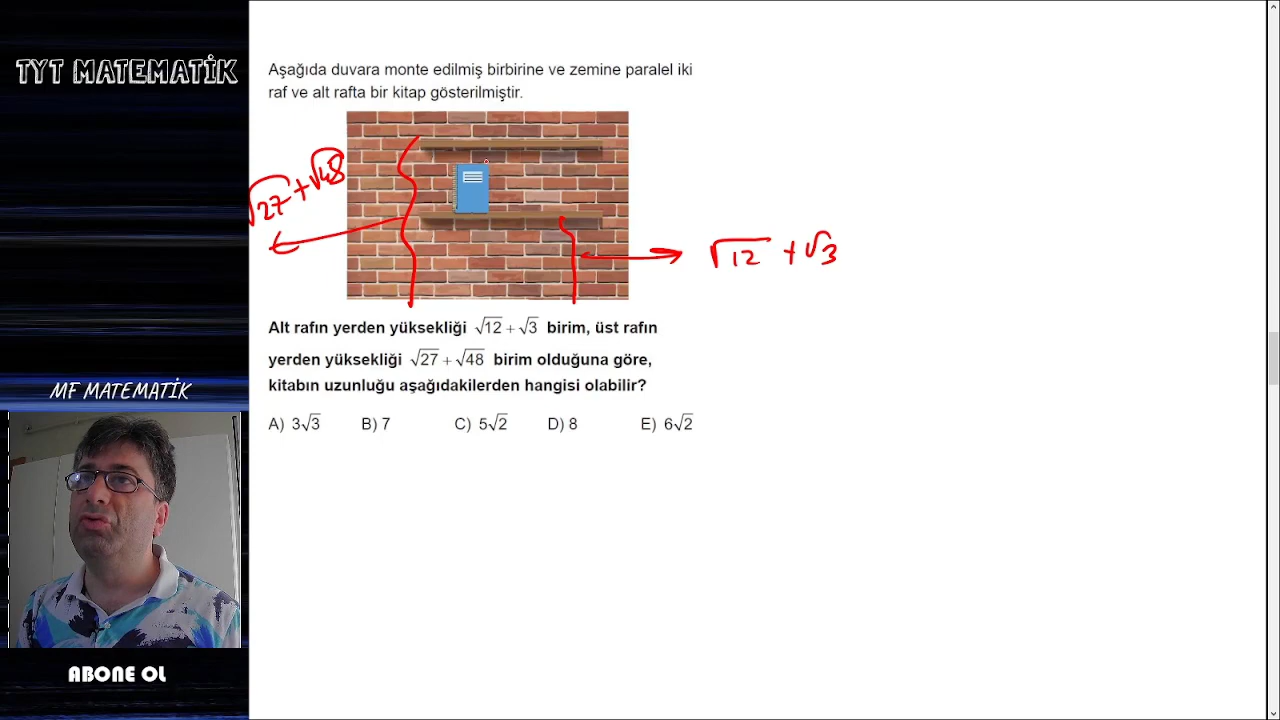 TYT MATEMATİK
Aşağıda duvara monte edilmiş birbirine ve zemine paralel iki
raf ve alt rafta bir kitap gösterilmiştir.
√27 + √48
√12 + √3
Alt rafın yerden yüksekliği √12 + √3 birim, üst rafın
yerden yüksekliği √27 + √48 birim olduğuna göre,
kitabın uzunluğu aşağıdakilerden hangisi olabilir?
A) 3√3 B) 7 C) 5√2 D) 8 E) 6√2
MF MATEMATİK
ABONE OL